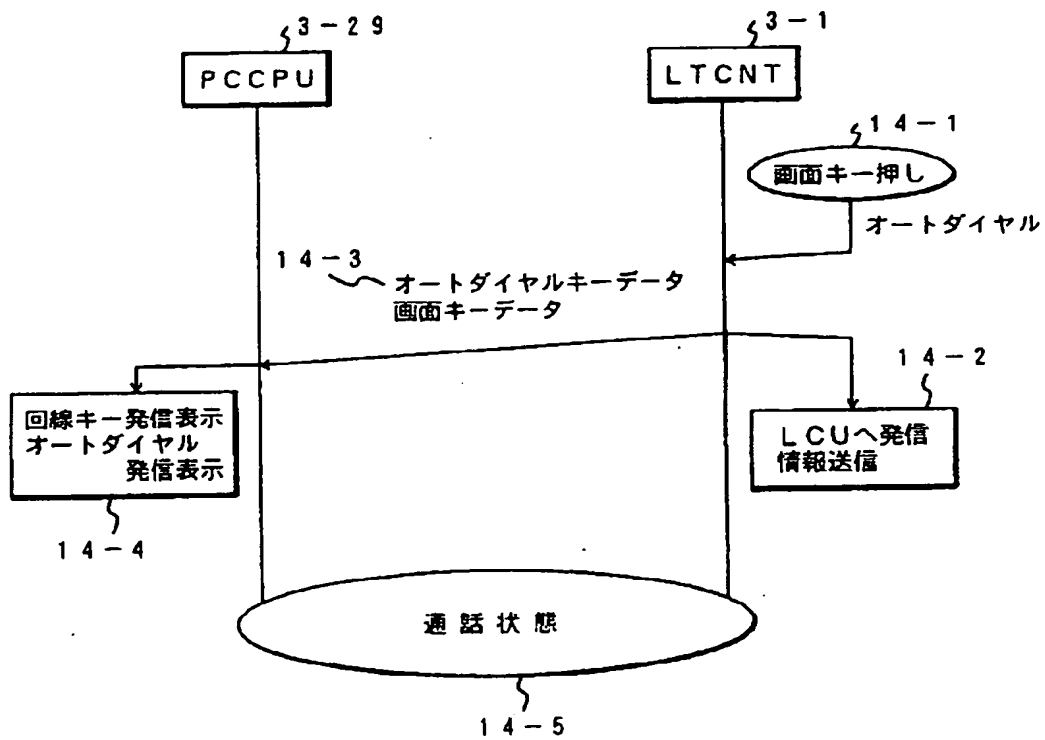 3-29
PCCPU
3-1
LTCNT
14-1
画面キー押し
オートダイヤル
14-3
オートダイヤルキーデータ
画面キーデータ
14-2
LCUへ発信
情報送信
回線キー発信表示
オートダイヤル
発信表示
14-4
通話状態
14-5